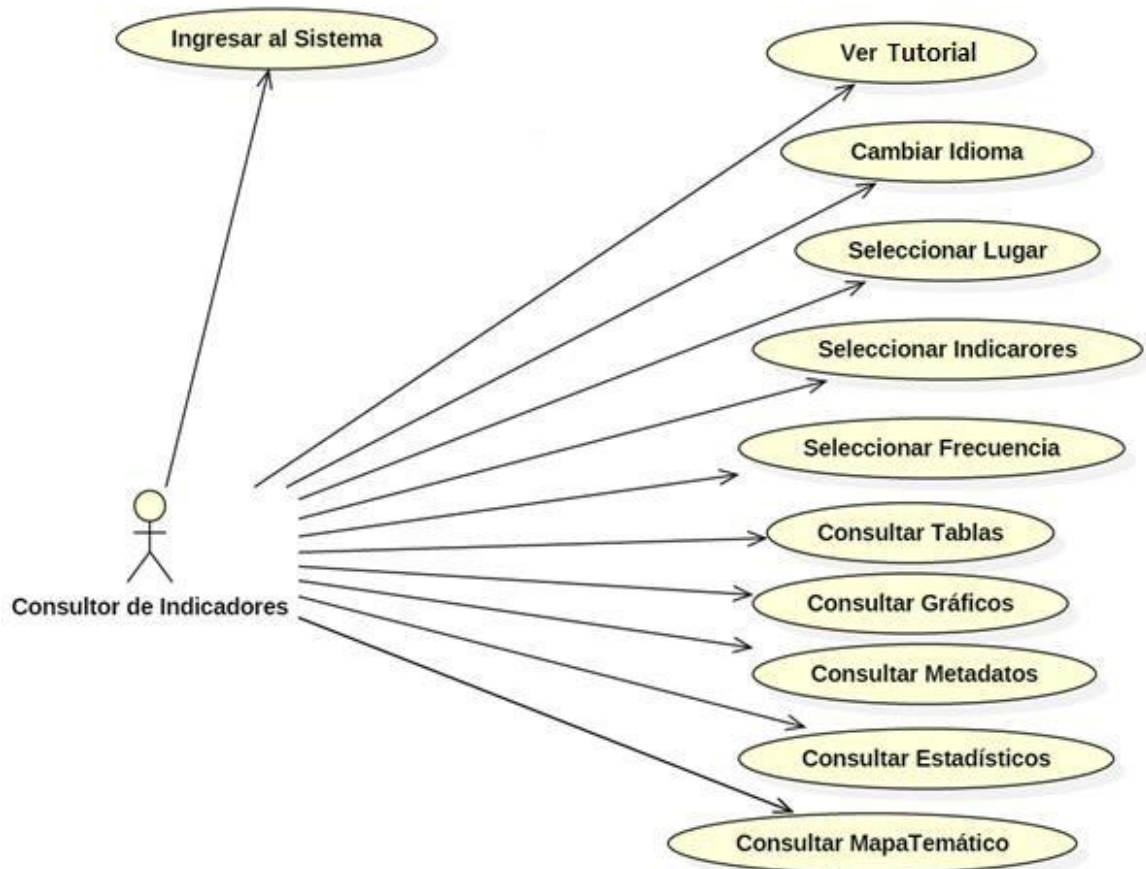 Ingresar al Sistema
Ver Tutorial
Cambiar Idioma
Seleccionar Lugar
Seleccionar Indicarores
Seleccionar Frecuencia
Consultar Tablas
Consultar Gráficos
Consultar Metadatos
Consultar Estadísticos
Consultar MapaTemático
Consultor de Indicadores